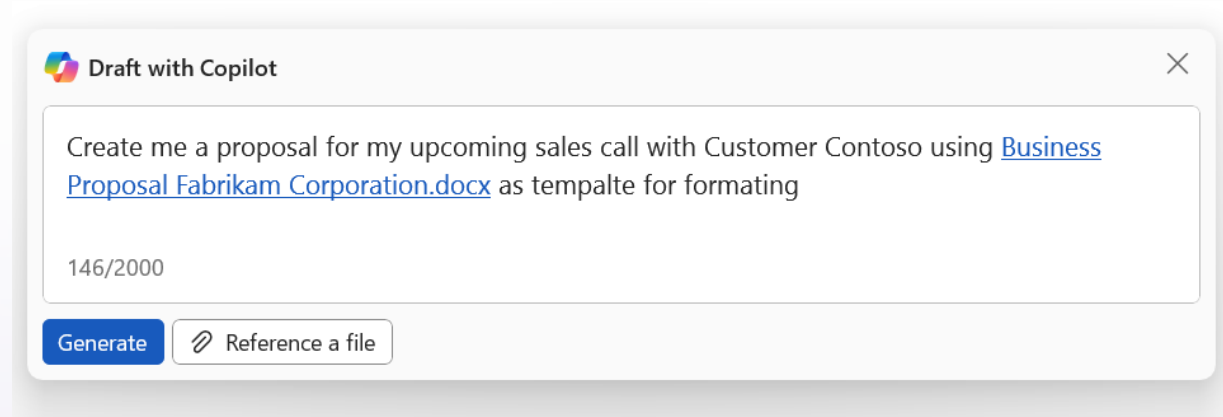 Draft with Copilot
Create me a proposal for my upcoming sales call with Customer Contoso using Business
Proposal Fabrikam Corporation.docx as tempalte for formating
146/2000
Generate
Reference a file